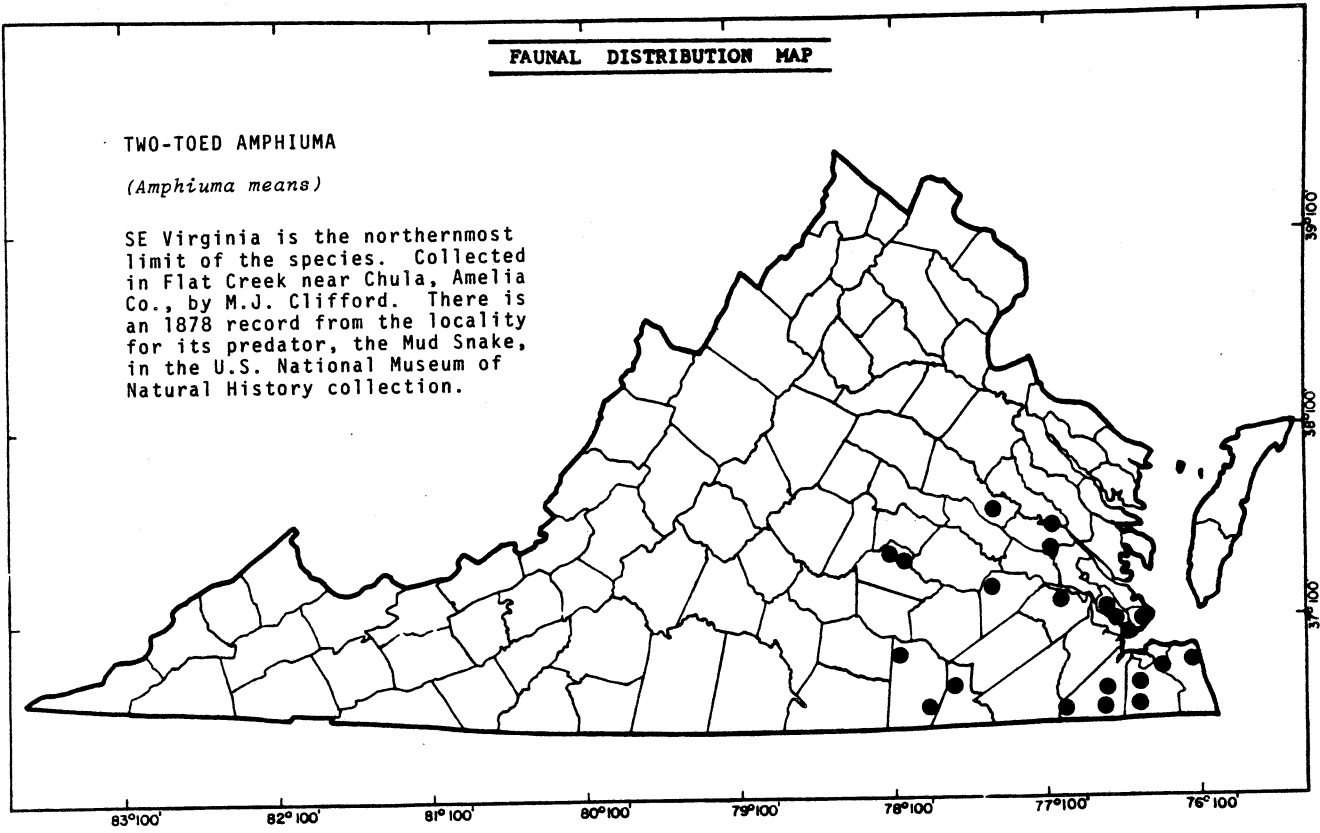 FAUNAL DISTRIBUTION MAP
TWO-TOED AMPHIUMA
(Amphiuma means)
SE Virginia is the northernmost
limit of the species. Collected
in Flat Creek near Chula, Amelia
Co., by M.J. Clifford. There is
an 1878 record from the locality
for its predator, the Mud Snake,
in the U.S. National Museum of
Natural History collection.
39°00'
38°00'
37°00'
83°00'
82°00'
81°00'
80°00'
79°00'
78°00'
77°00'
76°00'